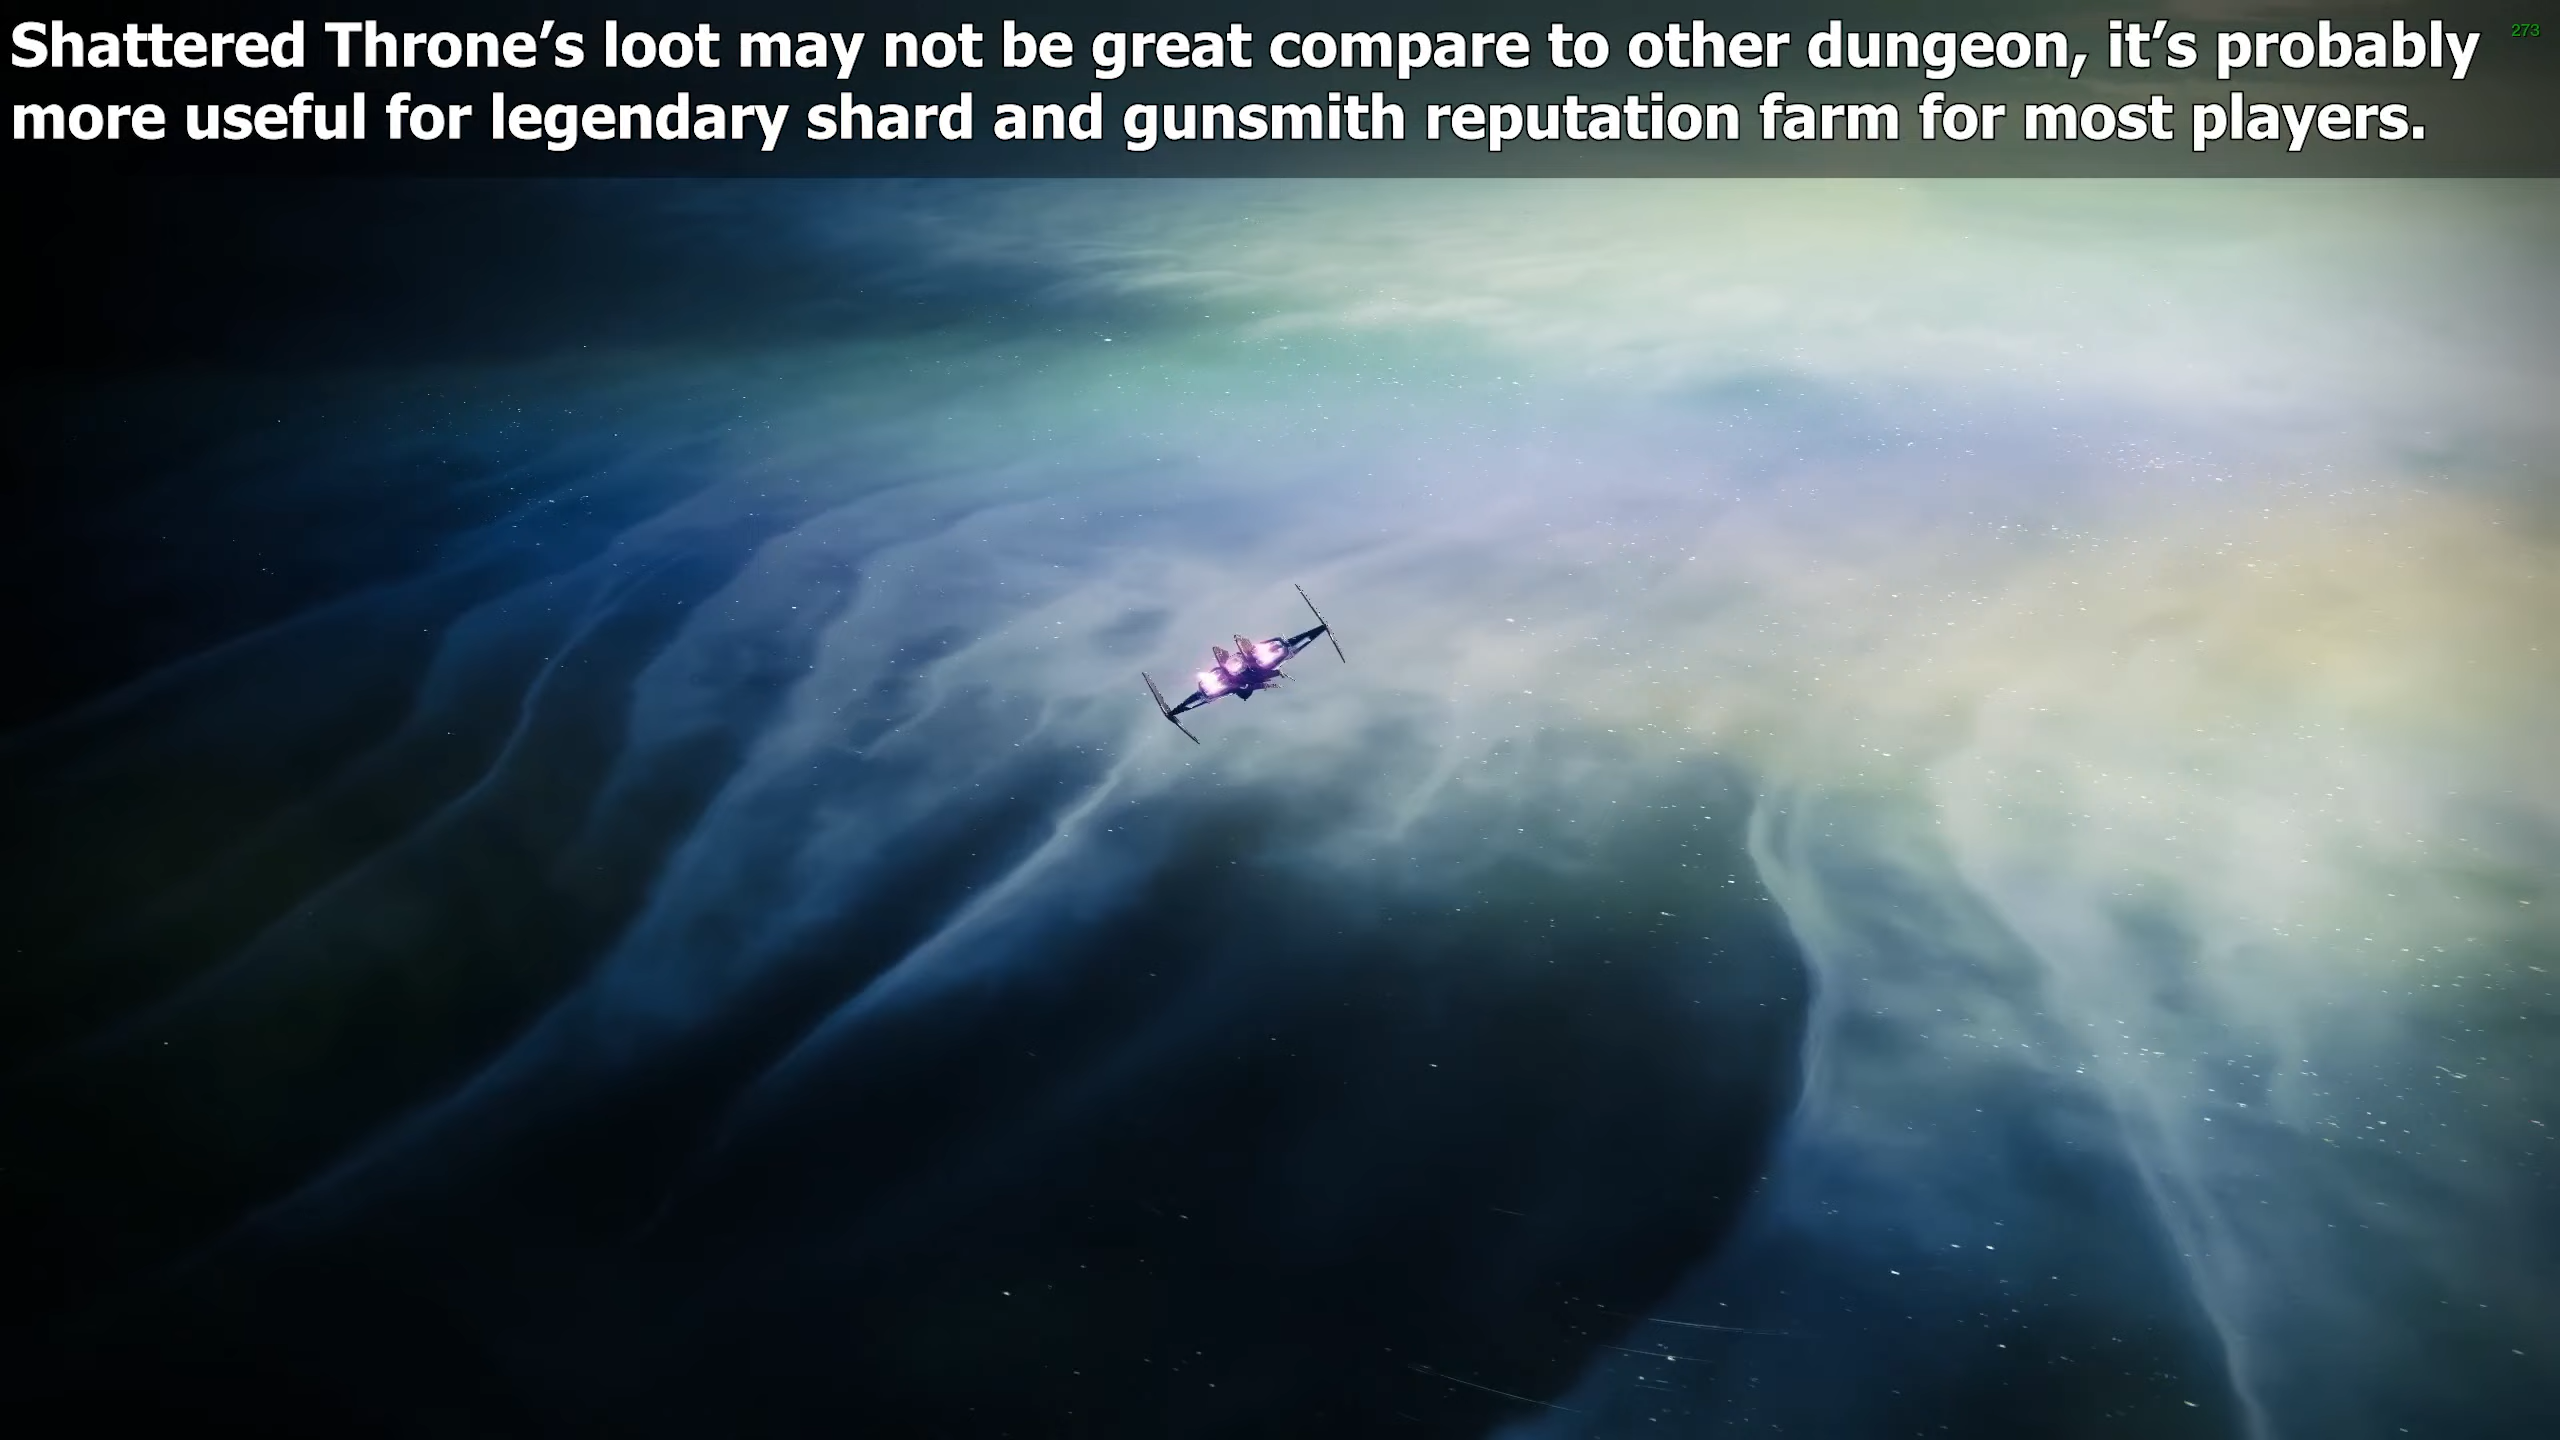 Shattered Throne’s loot may not be great compare to other dungeon, it’s probably
more useful for legendary shard and gunsmith reputation farm for most players.
273